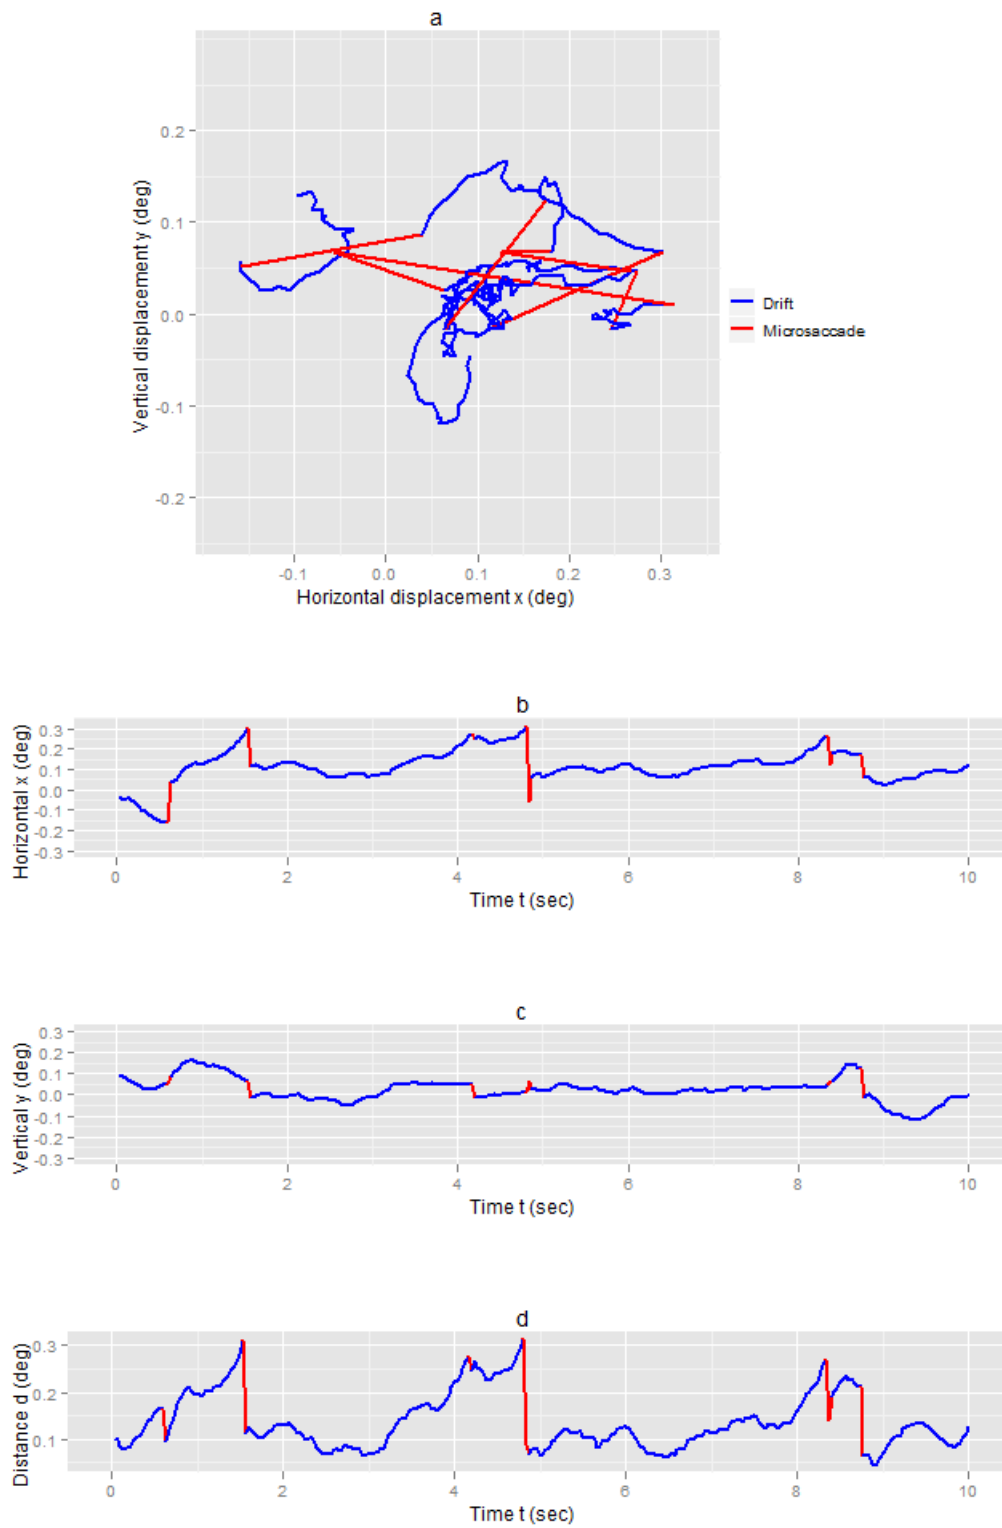 a
0.2
0.1
0.0
-0.1
-0.2
Vertical displacement y (deg)
-0.1 0.0 0.1 0.2 0.3
Horizontal displacement x (deg)
Drift
Microsaccade
b
0.3
0.2
0.1
0.0
-0.1
-0.2
-0.3
Horizontal x (deg)
0 2 4 6 8 10
Time t (sec)
c
0.3
0.2
0.1
0.0
-0.1
-0.2
-0.3
Vertical y (deg)
0 2 4 6 8 10
Time t (sec)
d
0.3
0.2
0.1
Distance d (deg)
0 2 4 6 8 10
Time t (sec)